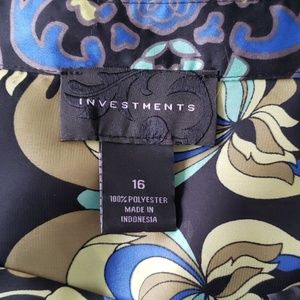 INVESTMENTS
16
100% POLYESTER
MADE IN
INDONESIA